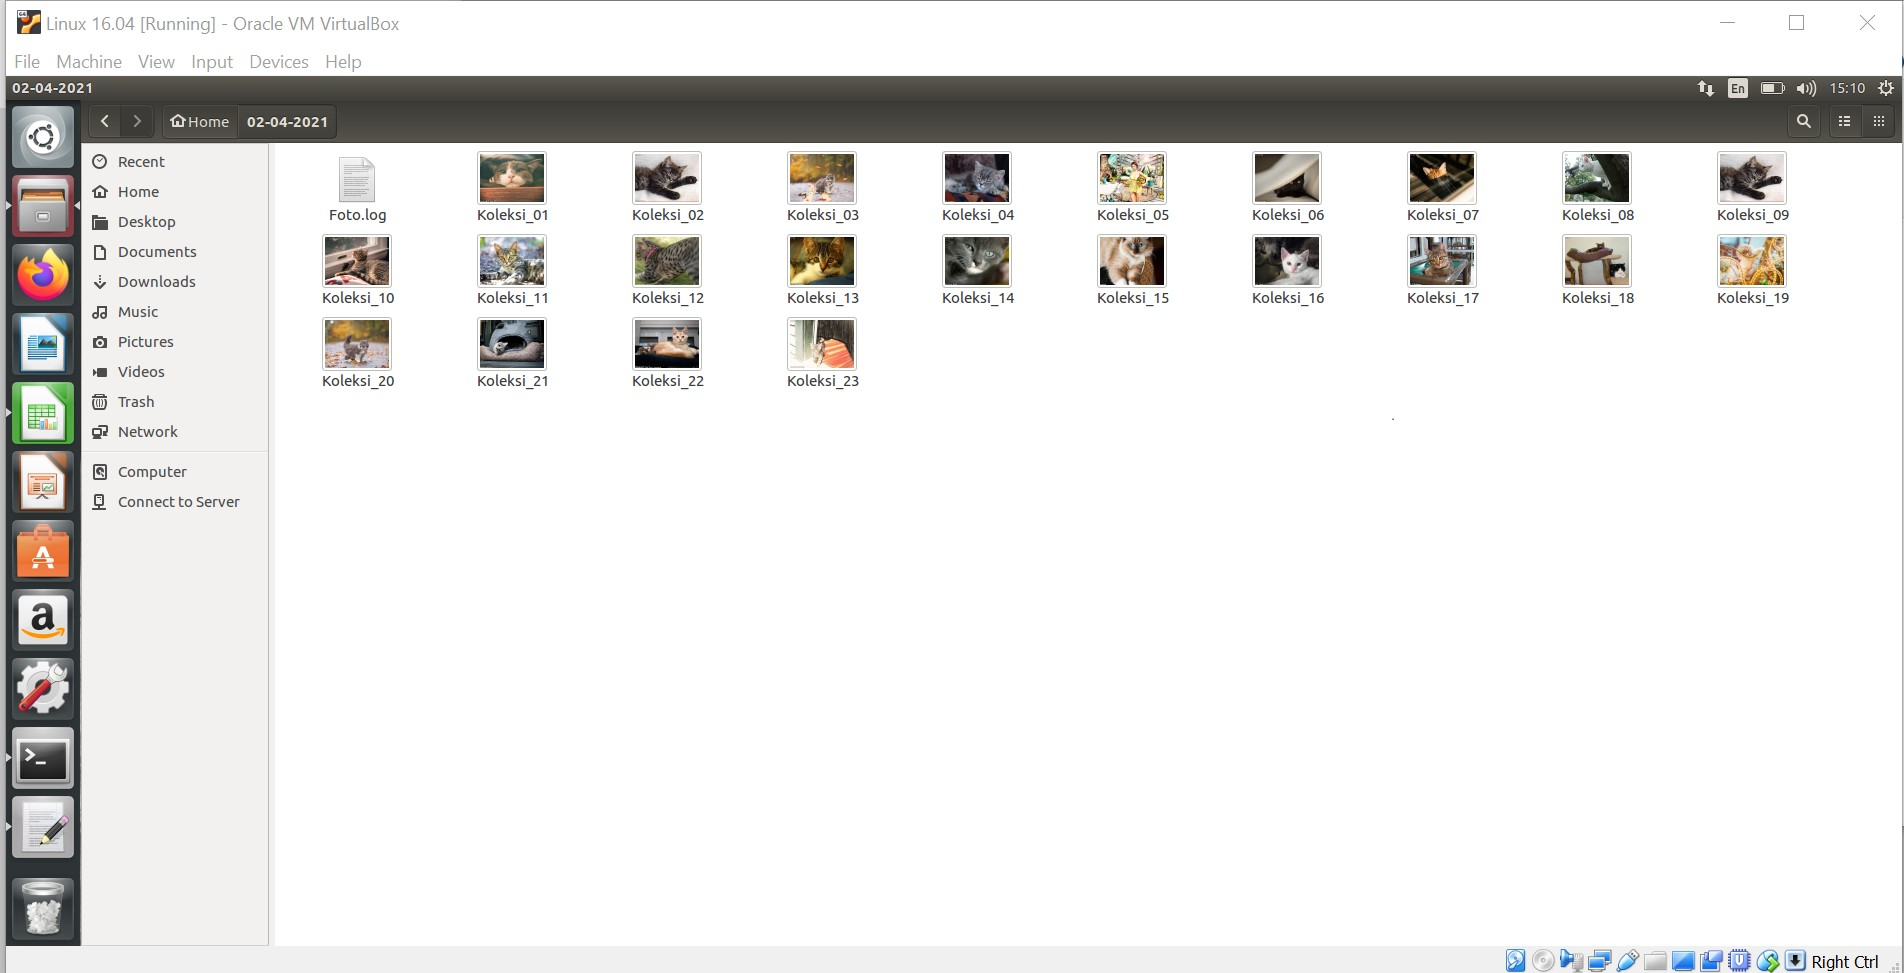 Linux 16.04 [Running] - Oracle VM VirtualBox
File Machine View Input Devices Help
02-04-2021 En 15:10
Home 02-04-2021
Recent
Home
Desktop
Documents
Downloads
Music
Pictures
Videos
Trash
Network
Computer
Connect to Server
Foto.log Koleksi_01 Koleksi_02 Koleksi_03 Koleksi_04 Koleksi_05 Koleksi_06 Koleksi_07 Koleksi_08 Koleksi_09
Koleksi_10 Koleksi_11 Koleksi_12 Koleksi_13 Koleksi_14 Koleksi_15 Koleksi_16 Koleksi_17 Koleksi_18 Koleksi_19
Koleksi_20 Koleksi_21 Koleksi_22 Koleksi_23
Right Ctrl